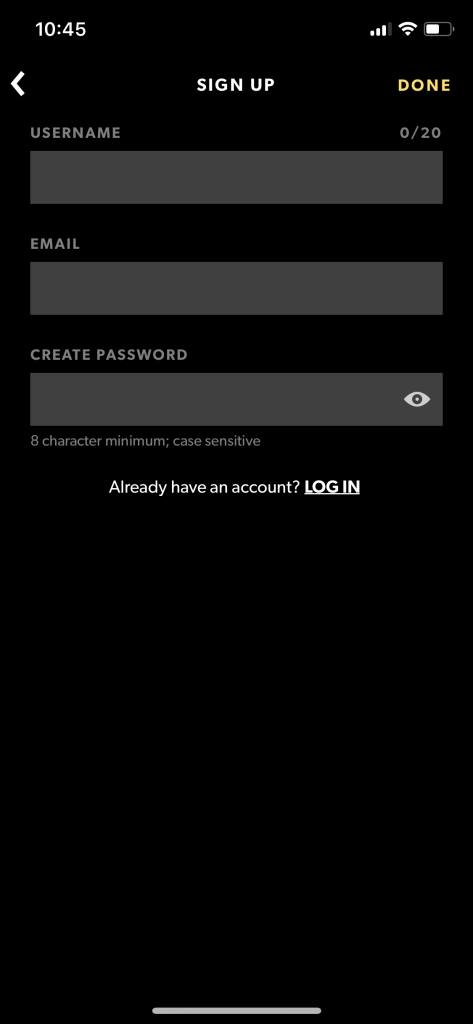 10:45
SIGN UP
DONE
USERNAME
0/20
EMAIL
CREATE PASSWORD
8 character minimum; case sensitive
Already have an account? LOG IN